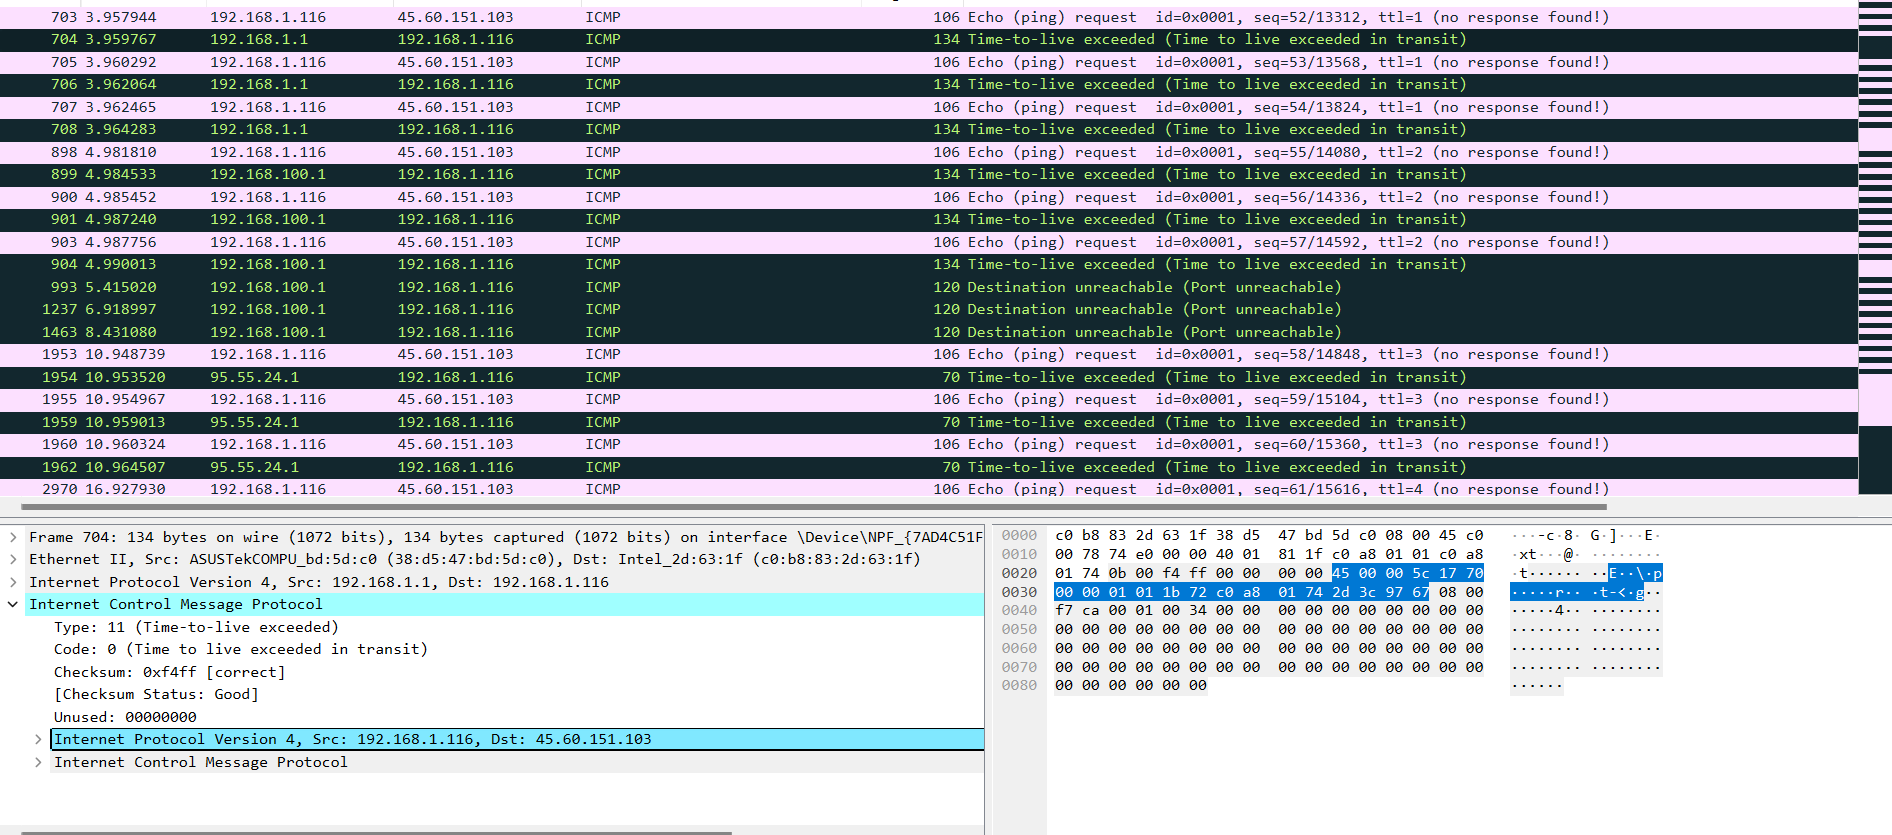 703 3.957944 192.168.1.116 45.60.151.103 ICMP 106 Echo (ping) request id=0x0001, seq=52/13312, ttl=1 (no response found!)
704 3.959767 192.168.1.1 192.168.1.116 ICMP 134 Time-to-live exceeded (Time to live exceeded in transit)
705 3.960292 192.168.1.116 45.60.151.103 ICMP 106 Echo (ping) request id=0x0001, seq=53/13568, ttl=1 (no response found!)
706 3.962064 192.168.1.1 192.168.1.116 ICMP 134 Time-to-live exceeded (Time to live exceeded in transit)
707 3.962465 192.168.1.116 45.60.151.103 ICMP 106 Echo (ping) request id=0x0001, seq=54/13824, ttl=1 (no response found!)
708 3.964283 192.168.1.1 192.168.1.116 ICMP 134 Time-to-live exceeded (Time to live exceeded in transit)
898 4.981810 192.168.1.116 45.60.151.103 ICMP 106 Echo (ping) request id=0x0001, seq=55/14080, ttl=2 (no response found!)
899 4.984533 192.168.100.1 192.168.1.116 ICMP 134 Time-to-live exceeded (Time to live exceeded in transit)
900 4.985452 192.168.1.116 45.60.151.103 ICMP 106 Echo (ping) request id=0x0001, seq=56/14336, ttl=2 (no response found!)
901 4.987240 192.168.100.1 192.168.1.116 ICMP 134 Time-to-live exceeded (Time to live exceeded in transit)
903 4.987756 192.168.1.116 45.60.151.103 ICMP 106 Echo (ping) request id=0x0001, seq=57/14592, ttl=2 (no response found!)
904 4.990013 192.168.100.1 192.168.1.116 ICMP 134 Time-to-live exceeded (Time to live exceeded in transit)
993 5.415020 192.168.100.1 192.168.1.116 ICMP 120 Destination unreachable (Port unreachable)
1237 6.918997 192.168.100.1 192.168.1.116 ICMP 120 Destination unreachable (Port unreachable)
1463 8.431080 192.168.100.1 192.168.1.116 ICMP 120 Destination unreachable (Port unreachable)
1953 10.948739 192.168.1.116 45.60.151.103 ICMP 106 Echo (ping) request id=0x0001, seq=58/14848, ttl=3 (no response found!)
1954 10.953520 95.55.24.1 192.168.1.116 ICMP 70 Time-to-live exceeded (Time to live exceeded in transit)
1955 10.954967 192.168.1.116 45.60.151.103 ICMP 106 Echo (ping) request id=0x0001, seq=59/15104, ttl=3 (no response found!)
1959 10.959013 95.55.24.1 192.168.1.116 ICMP 70 Time-to-live exceeded (Time to live exceeded in transit)
1960 10.960324 192.168.1.116 45.60.151.103 ICMP 106 Echo (ping) request id=0x0001, seq=60/15360, ttl=3 (no response found!)
1962 10.964507 95.55.24.1 192.168.1.116 ICMP 70 Time-to-live exceeded (Time to live exceeded in transit)
2970 16.927930 192.168.1.116 45.60.151.103 ICMP 106 Echo (ping) request id=0x0001, seq=61/15616, ttl=4 (no response found!)
Frame 704: 134 bytes on wire (1072 bits), 134 bytes captured (1072 bits) on interface \Device\NPF_{7AD4C51F
Ethernet II, Src: ASUSTekCOMPU_bd:5d:c0 (38:d5:47:bd:5d:c0), Dst: Intel_2d:63:1f (c0:b8:83:2d:63:1f)
Internet Protocol Version 4, Src: 192.168.1.1, Dst: 192.168.1.116
Internet Control Message Protocol
Type: 11 (Time-to-live exceeded)
Code: 0 (Time to live exceeded in transit)
Checksum: 0xf4ff [correct]
[Checksum Status: Good]
Unused: 00000000
Internet Protocol Version 4, Src: 192.168.1.116, Dst: 45.60.151.103
Internet Control Message Protocol
0000 c0 b8 83 2d 63 1f 38 d5 47 bd 5d c0 08 00 45 c0 ···-c·8· G·]···E·
0010 00 78 74 e0 00 00 40 01 81 1f c0 a8 01 01 c0 a8 ·xt···@· ········
0020 01 74 0b 00 f4 ff 00 00 00 00 45 00 00 5c 17 70 ·t······ ··E··\·p
0030 00 00 01 01 1b 72 c0 a8 01 74 2d 3c 97 67 08 00 ·····r·· ·t-<·g··
0040 f7 ca 00 01 00 34 00 00 00 00 00 00 00 00 00 00 ·····4·· ········
0050 00 00 00 00 00 00 00 00 00 00 00 00 00 00 00 00 ········ ········
0060 00 00 00 00 00 00 00 00 00 00 00 00 00 00 00 00 ········ ········
0070 00 00 00 00 00 00 00 00 00 00 00 00 00 00 00 00 ········ ········
0080 00 00 00 00 00 00 ······